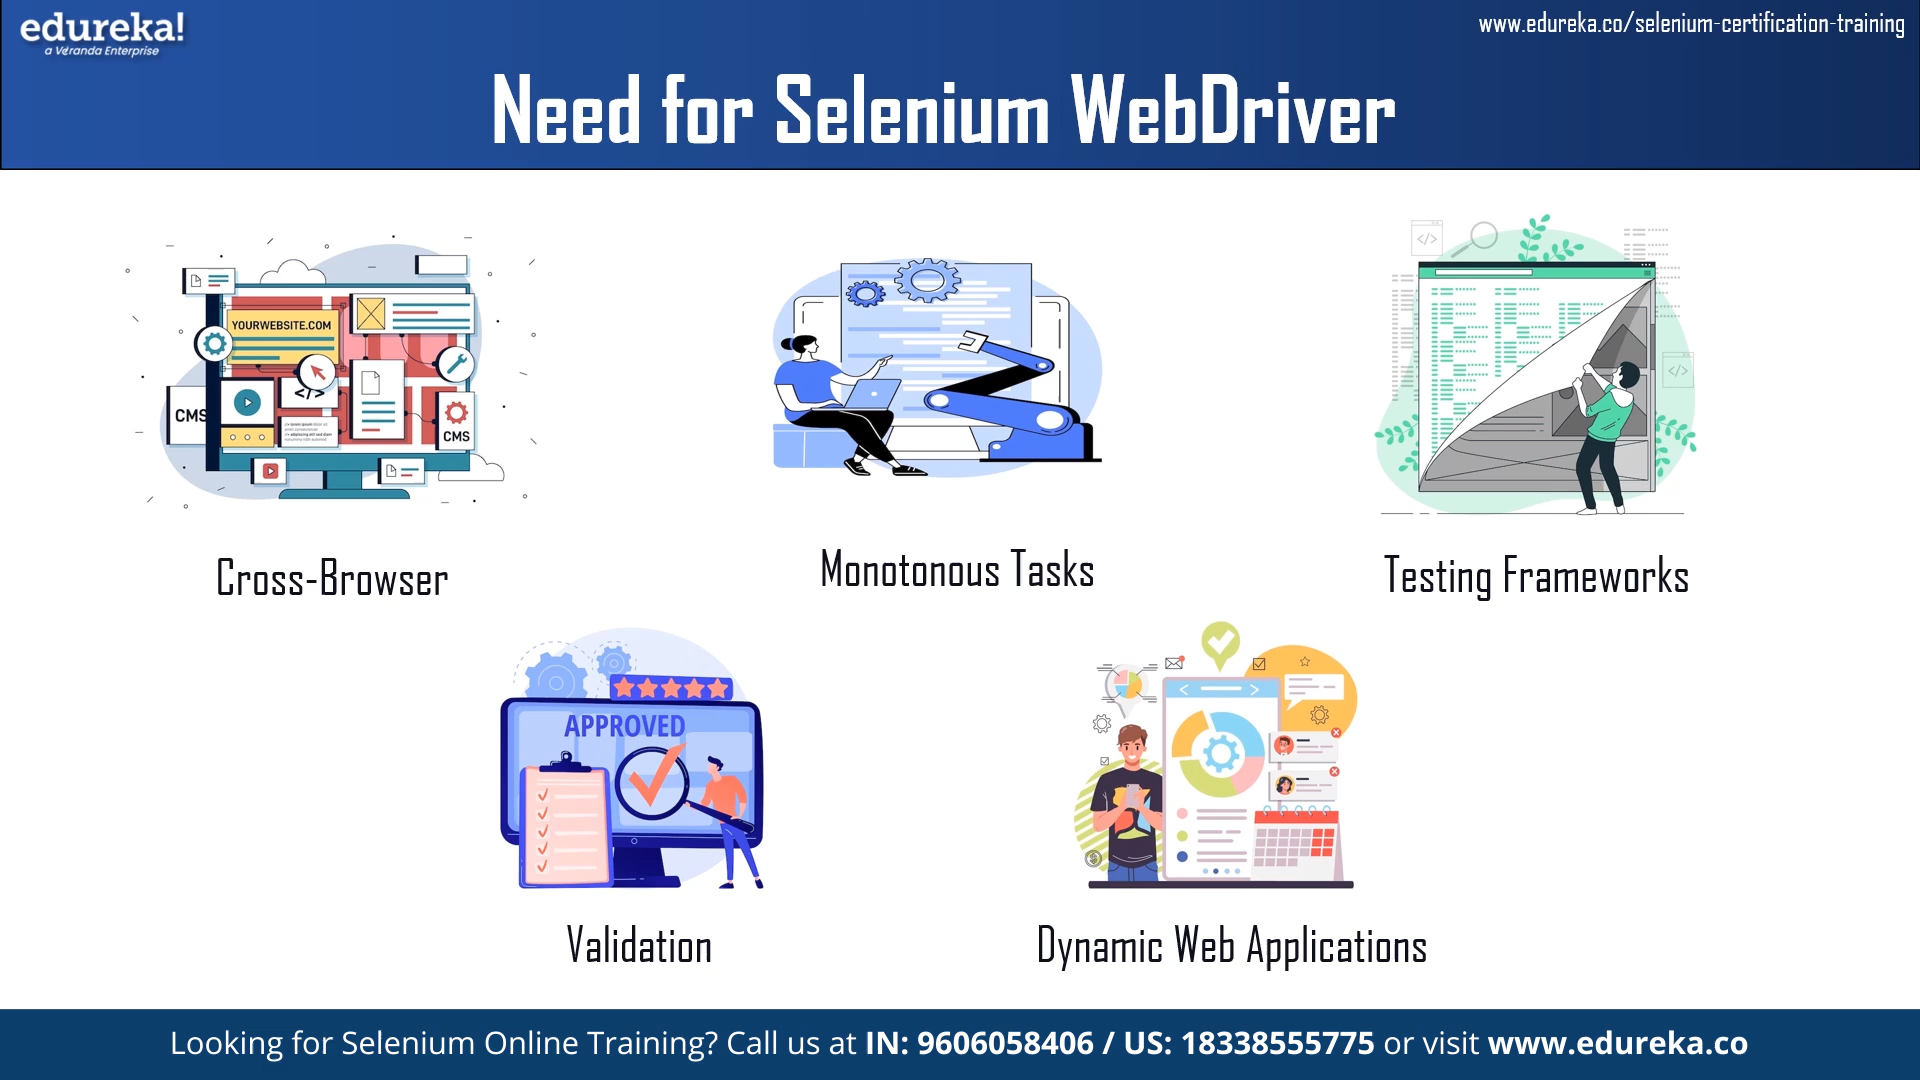 edureka!
a Veranda Enterprise
www.edureka.co/selenium-certification-training
Need for Selenium WebDriver
YOURWEBSITE.COM
</>
CMS
CMS
Cross-Browser
Monotonous Tasks
</>
</>
Testing Frameworks
APPROVED
Validation
Dynamic Web Applications
Looking for Selenium Online Training? Call us at IN: 9606058406 / US: 18338555775 or visit www.edureka.co